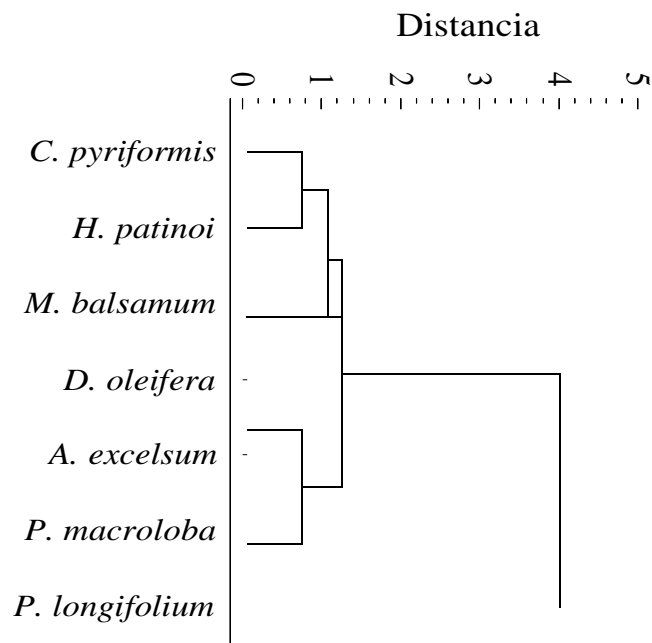 Distancia
0 1 2 3 4 5
C. pyriformis
H. patinoi
M. balsamum
D. oleifera
A. excelsum
P. macroloba
P. longifolium